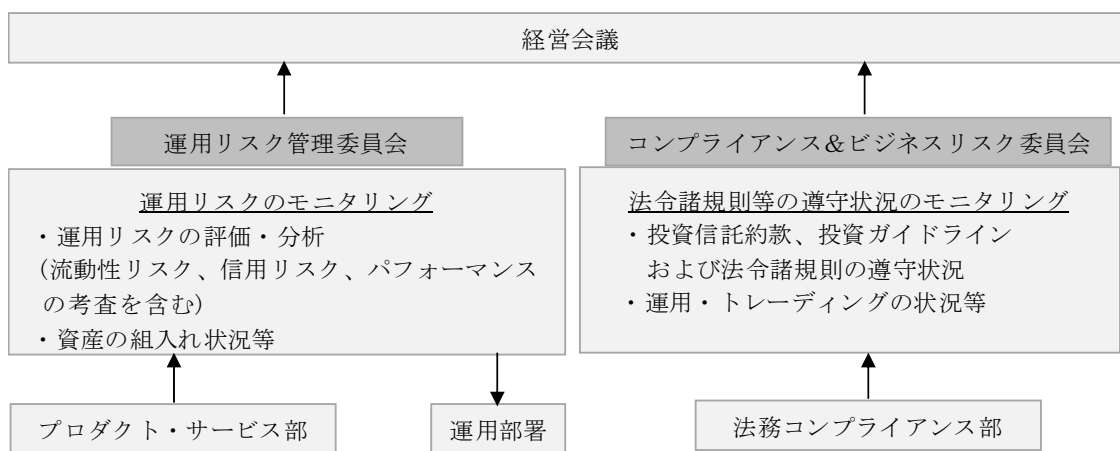 経営会議
運用リスク管理委員会
運用リスクのモニタリング
・運用リスクの評価・分析
(流動性リスク、信用リスク、パフォーマンス
の考査を含む)
・資産の組入れ状況等
プロダクト・サービス部
運用部署
コンプライアンス&ビジネスリスク委員会
法令諸規則等の遵守状況のモニタリング
・投資信託約款、投資ガイドライン
および法令諸規則の遵守状況
・運用・トレーディングの状況等
法務コンプライアンス部